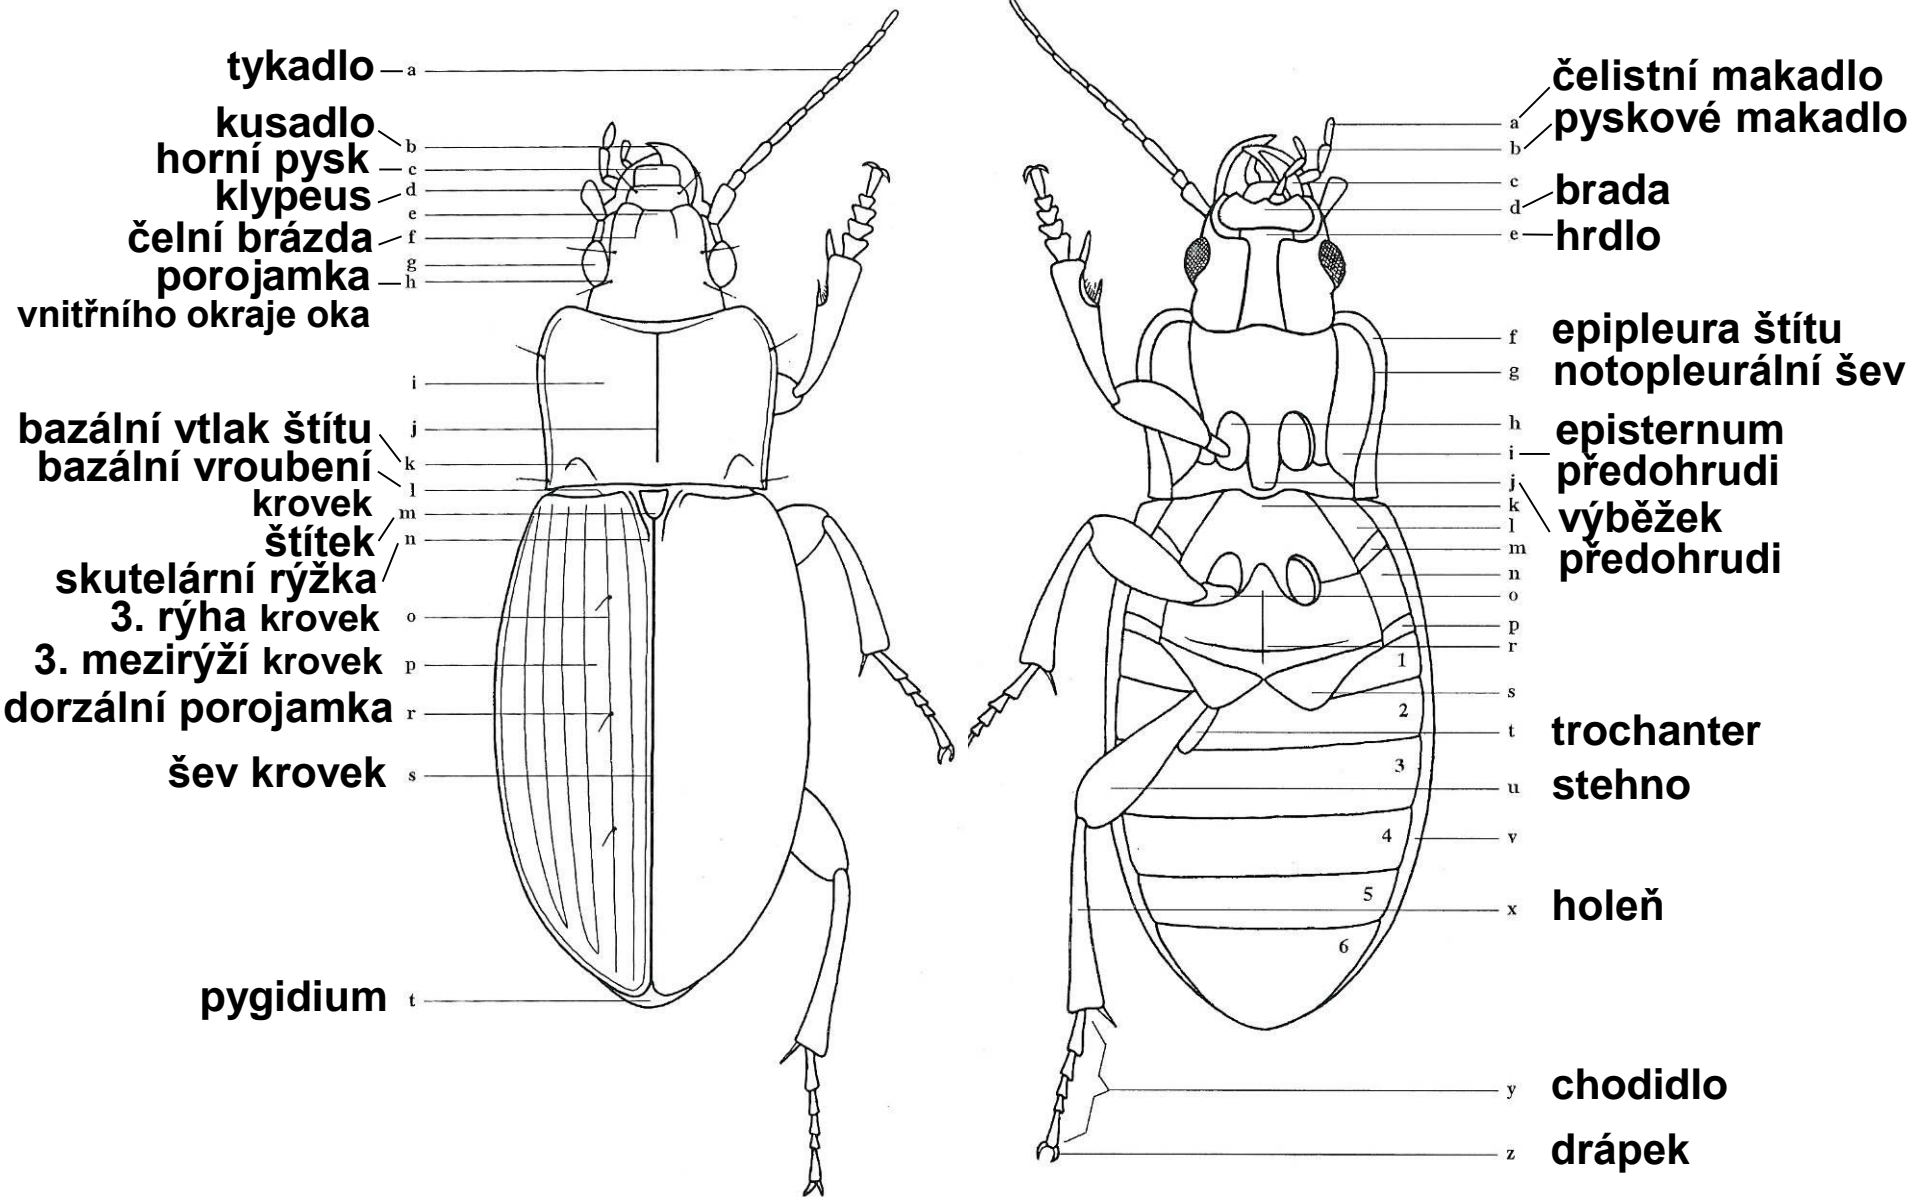 tykadlo a
kusadlo b
horní pysk c
klypeus d
e
čelní brázda f
g
porojamka h
vnitřního okraje oka
i
j
bazální vtlak štítu k
bazální vroubení l
krovek
štítek m
skutelární rýžka n
3. rýha krovek o
3. mezirýží krovek p
dorzální porojamka r
šev krovek s
pygidium t
a čelistní makadlo
b pyskové makadlo
c
d brada
e hrdlo
f epipleura štítu
g notopleurální šev
h
i episternum
předohrudi
j výběžek
předohrudi
k
l
m
n
o
p
r
1
s
2
t trochanter
3
u stehno
4
v
5
x holeň
6
y chodidlo
z drápek